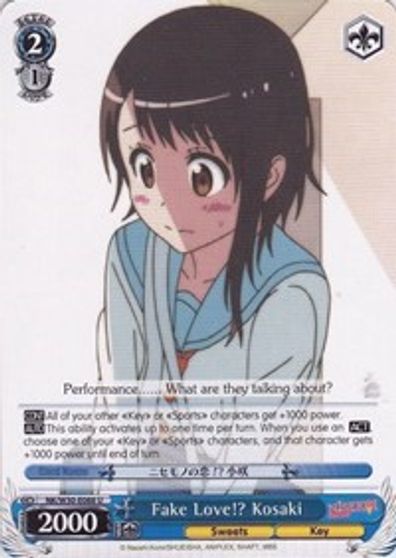 2
1
Performance...... What are they talking about?
CONT All of your other «Key» or «Sports» characters get +1000 power.
AUTO This ability activates up to one time per turn. When you use an ACT,
choose one of your characters, and that character gets +1000 power
until end of turn.
ニセモノの恋!? 小咲
NK/W30-E088 U
Fake Love!? Kosaki
2000
Sweets
Key